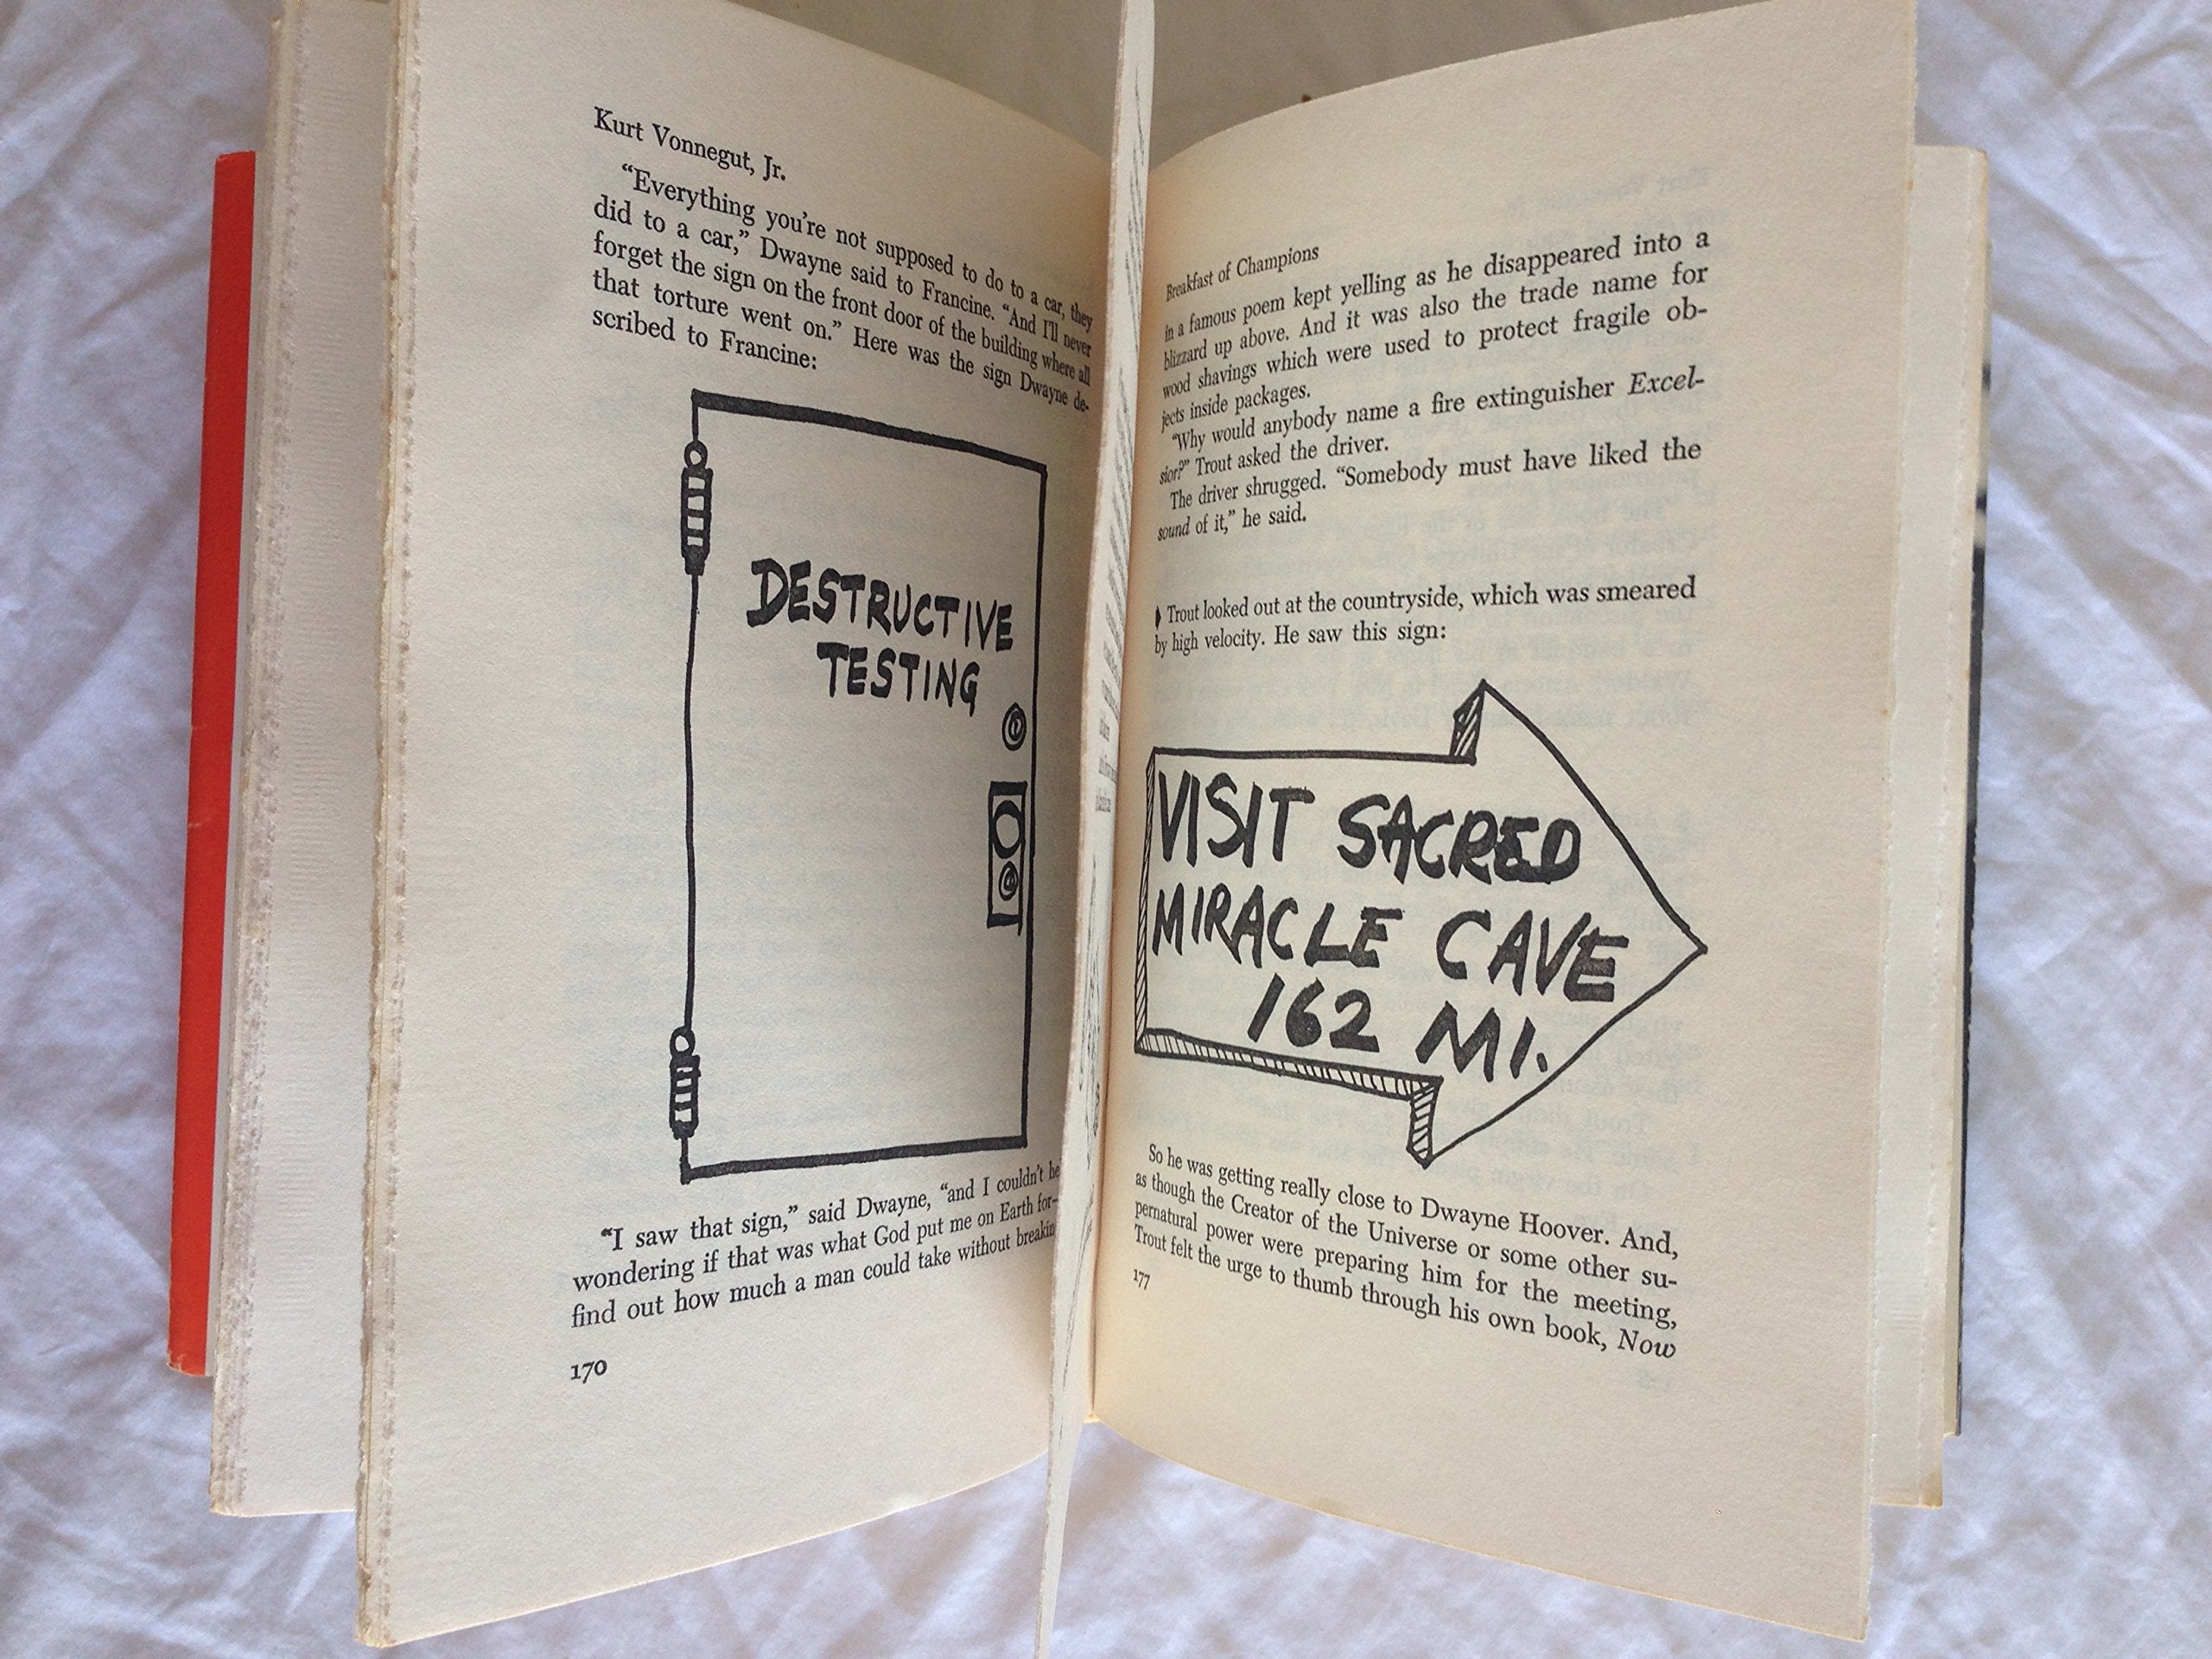 Kurt Vonnegut, Jr.
“Everything you’re not supposed to do to a car, they
did to a car,” Dwayne said to Francine. “And I’ll never
forget the sign on the front door of the building where all
that torture went on.” Here was the sign Dwayne de-
scribed to Francine:
DESTRUCTIVE
TESTING
“I saw that sign,” said Dwayne, “and I couldn’t
wondering if that was what God put me on Earth for—
find out how much a man could take without
170
Breakfast of Champions
in a famous poem kept yelling as he disappeared into a
blizzard up above. And it was also the trade name for
wood shavings which were used to protect fragile ob-
jects inside packages.
“Why would anybody name a fire extinguisher Excel-
sior?” Trout asked the driver.
The driver shrugged. “Somebody must have liked the
sound of it,” he said.
Trout looked out at the countryside, which was smeared
by high velocity. He saw this sign:
VISIT SACRED
MIRACLE CAVE
162 MI.
So he was getting really close to Dwayne Hoover. And,
as though the Creator of the Universe or some other su-
pernatural power were preparing him for the meeting,
Trout felt the urge to thumb through his own book, Now
177